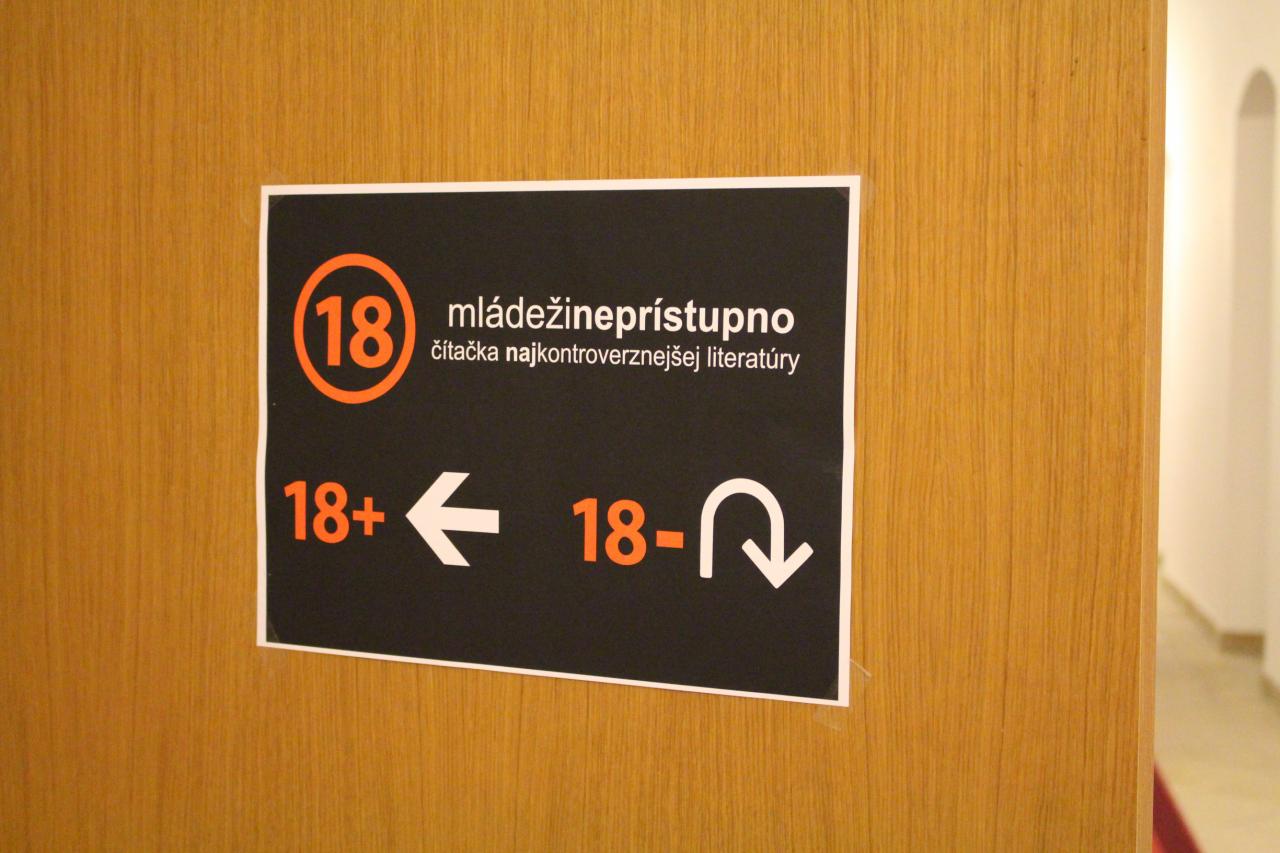 18
mládežineprístupno
čítačka najkontroverznejšej literatúry
18+
18-